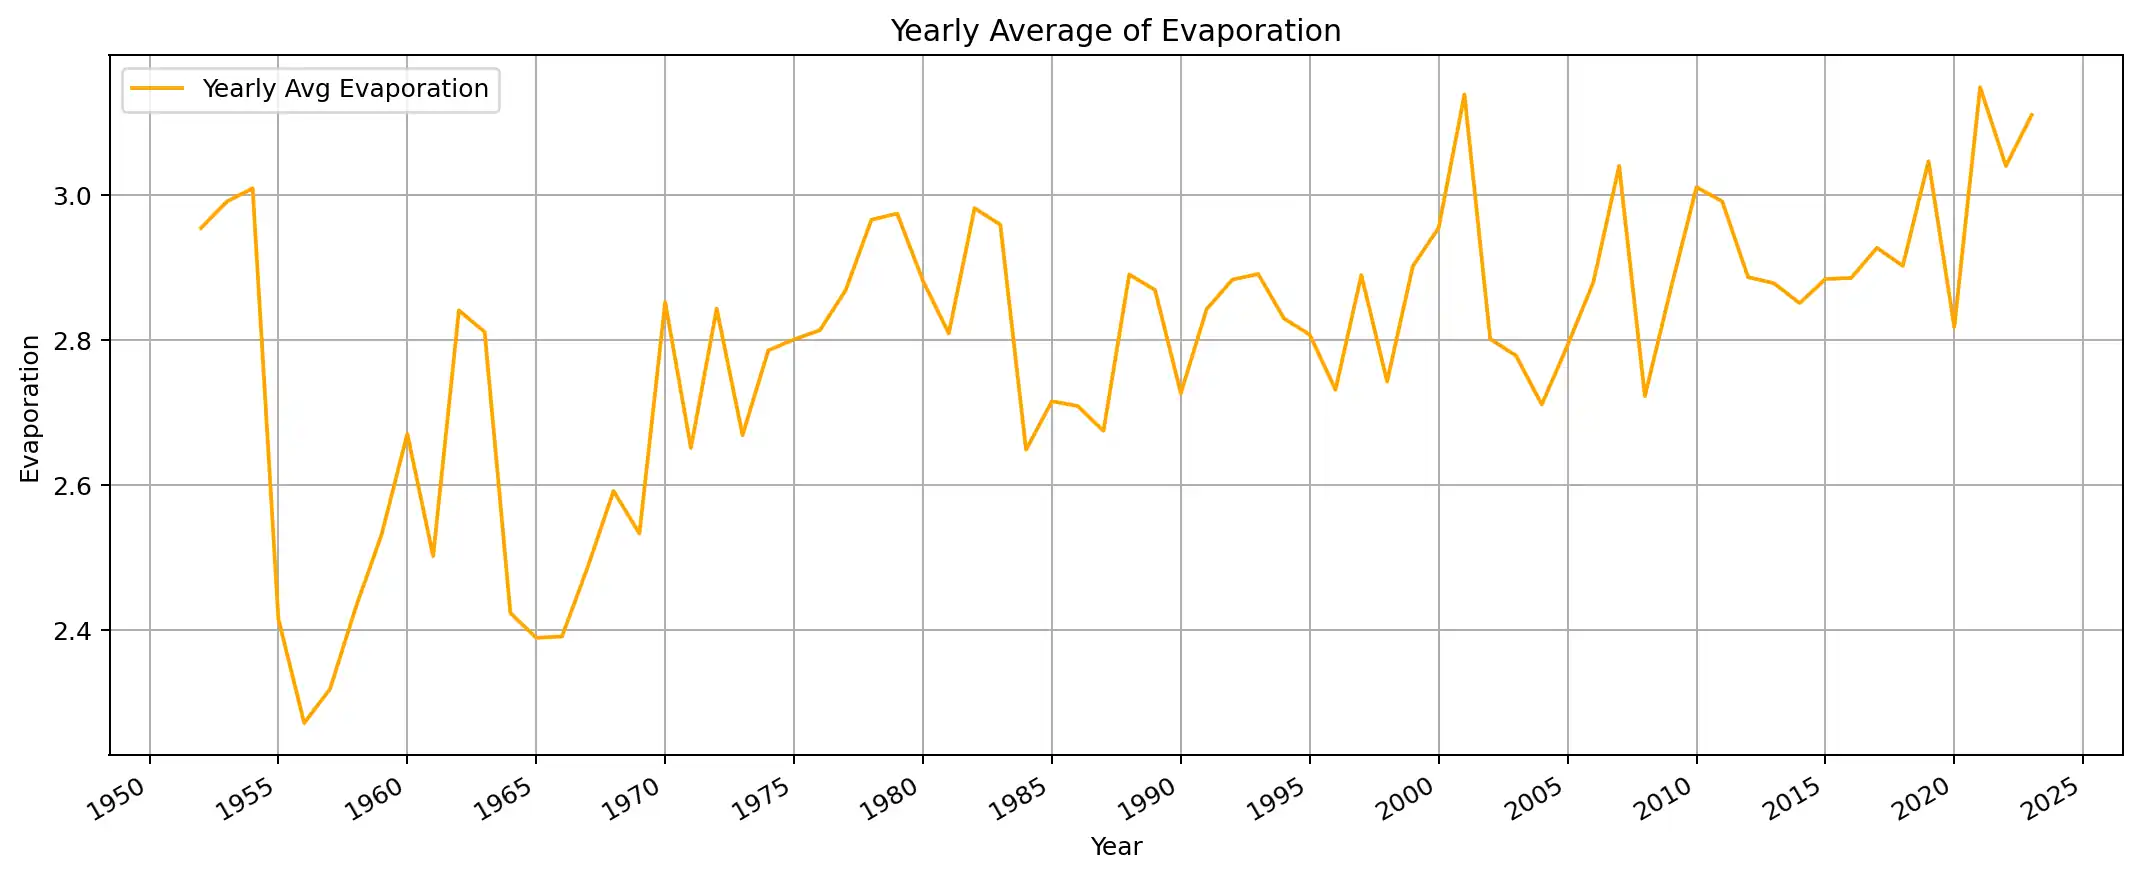 Yearly Average of Evaporation
Yearly Avg Evaporation
Evaporation
3.0
2.8
2.6
2.4
1950 1955 1960 1965 1970 1975 1980 1985 1990 1995 2000 2005 2010 2015 2020 2025
Year